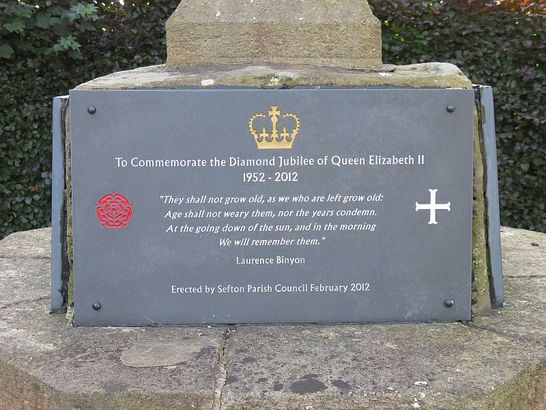 To Commemorate the Diamond Jubilee of Queen Elizabeth II
1952 - 2012
"They shall not grow old, as we who are left grow old:
Age shall not weary them, nor the years condemn.
At the going down of the sun, and in the morning
We will remember them."
Laurence Binyon
Erected by Sefton Parish Council February 2012